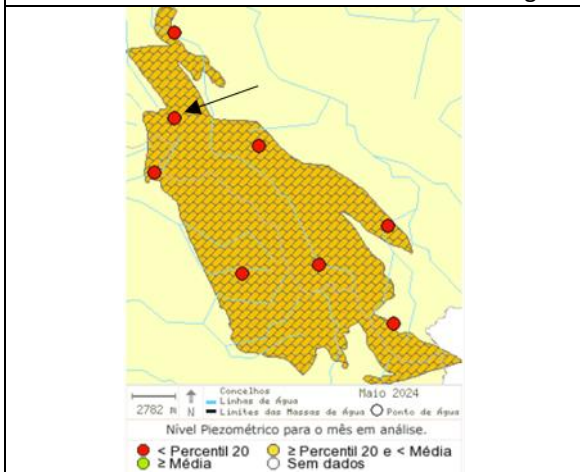 Concelhos
Linhas de Água
Limites das Massas de Água
Maio 2024
Ponto de Água
2782 m N
Nível Piezométrico para o mês em análise.
< Percentil 20 ≥ Percentil 20 e < Média
≥ Média Sem dados